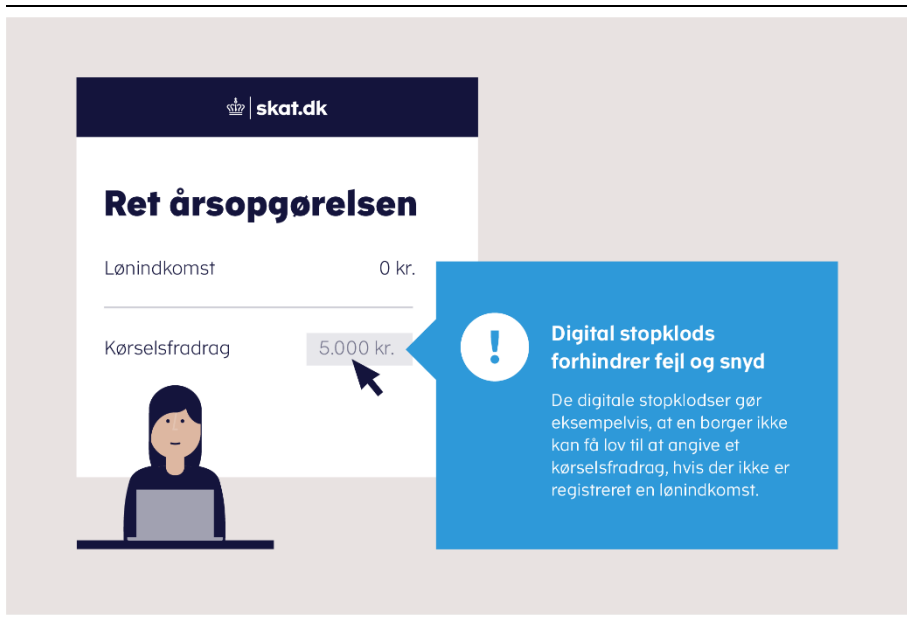 skat.dk
Ret årsopgørelsen
Lønindkomst 0 kr.
Kørselsfradrag 5.000 kr.
!
Digital stopklods
forhindrer fejl og snyd
De digitale stopklodser gør
eksempelvis, at en borger ikke
kan få lov til at angive et
kørselsfradrag, hvis der ikke er
registreret en lønindkomst.